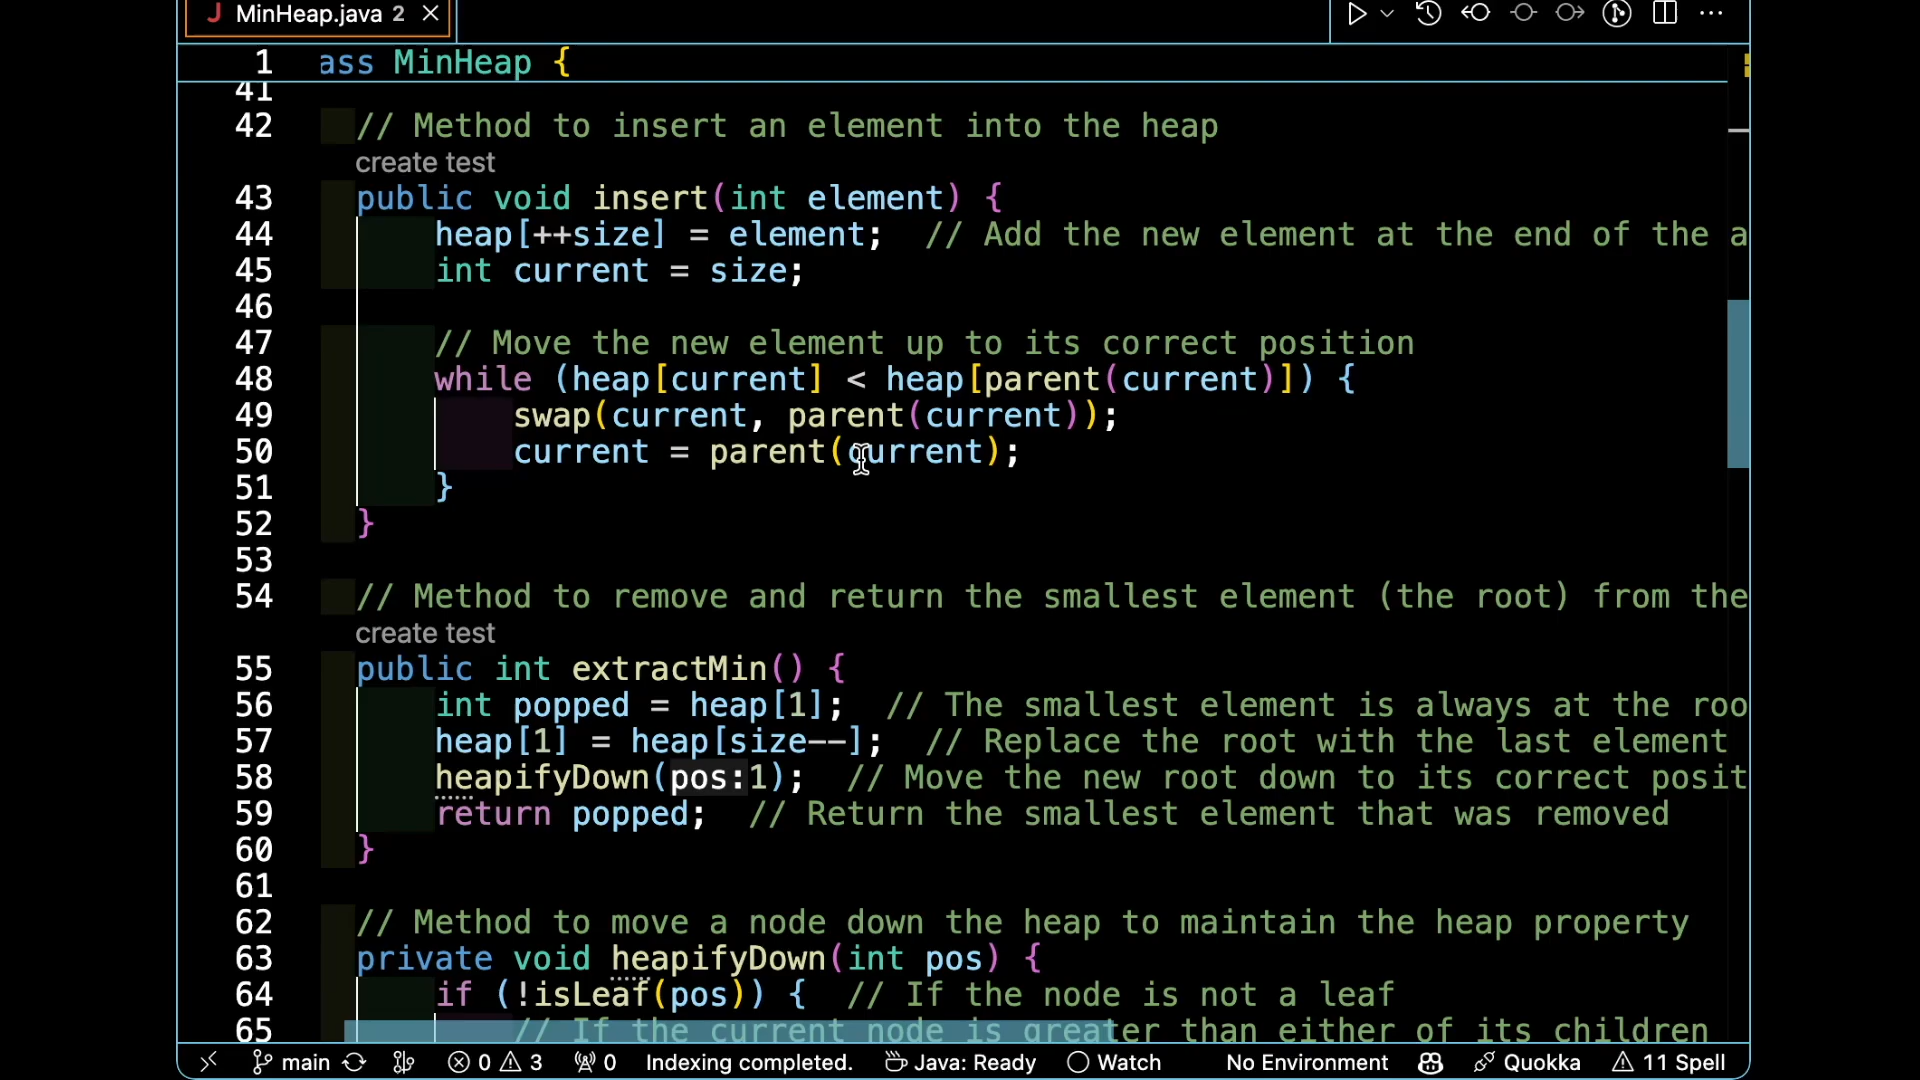 MinHeap.java 2
1 ass MinHeap {
41
42 // Method to insert an element into the heap
create test
43 public void insert(int element) {
44 heap[++size] = element; // Add the new element at the end of the a
45 int current = size;
46
47 // Move the new element up to its correct position
48 while (heap[current] < heap[parent(current)]) {
49 swap(current, parent(current));
50 current = parent(current);
51 }
52 }
53
54 // Method to remove and return the smallest element (the root) from the
create test
55 public int extractMin() {
56 int popped = heap[1]; // The smallest element is always at the roo
57 heap[1] = heap[size--]; // Replace the root with the last element
58 heapifyDown(pos:1); // Move the new root down to its correct posit
59 return popped; // Return the smallest element that was removed
60 }
61
62 // Method to move a node down the heap to maintain the heap property
63 private void heapifyDown(int pos) {
64 if (!isLeaf(pos)) { // If the node is not a leaf
65 // If the current node is greater than either of its children
main 0 3 0 Indexing completed. Java: Ready Watch No Environment Quokka 11 Spell